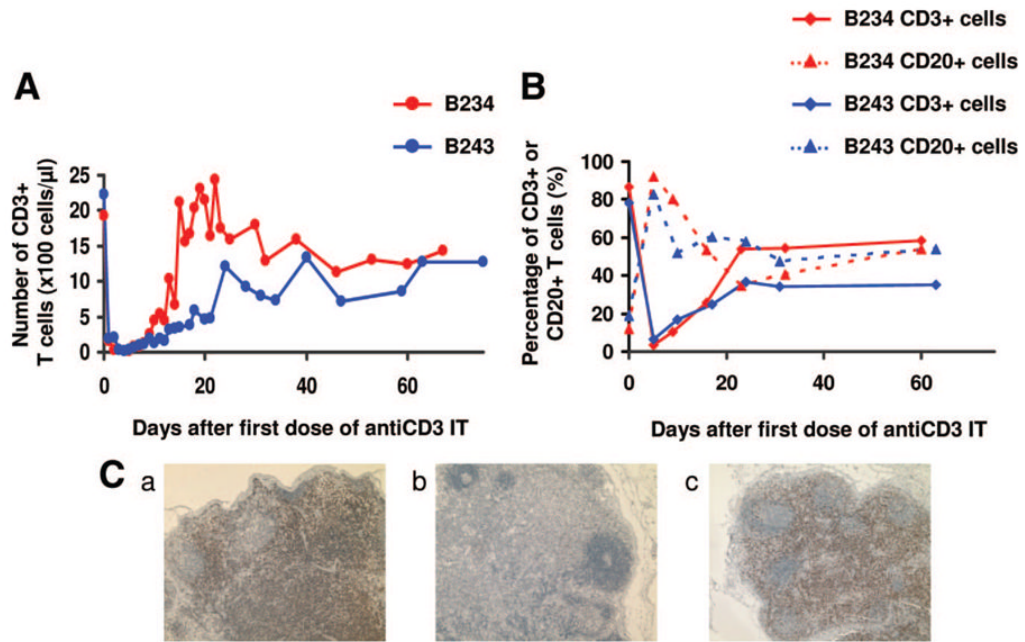 A
B234
B243
Number of CD3+
T cells (x100 cells/µl)
25
20
15
10
5
0
0
20
40
60
Days after first dose of antiCD3 IT
B
B234 CD3+ cells
B234 CD20+ cells
B243 CD3+ cells
B243 CD20+ cells
Percentage of CD3+ or
CD20+ T cells (%)
100
80
60
40
20
0
0
20
40
60
Days after first dose of antiCD3 IT
C
a
b
c